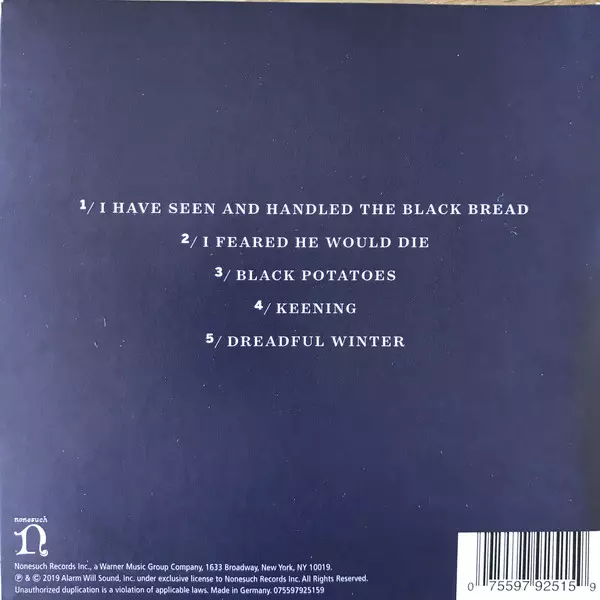 1/ I HAVE SEEN AND HANDLED THE BLACK BREAD
2/ I FEARED HE WOULD DIE
3/ BLACK POTATOES
4/ KEENING
5/ DREADFUL WINTER
nonesuch
n
Nonesuch Records Inc., a Warner Music Group Company, 1633 Broadway, New York, NY 10019.
℗ & © 2019 Alarm Will Sound, Inc. under exclusive license to Nonesuch Records Inc. All Rights Reserved.
Unauthorized duplication is a violation of applicable laws. Made in Germany. 075597925159
0 75597 92515 9